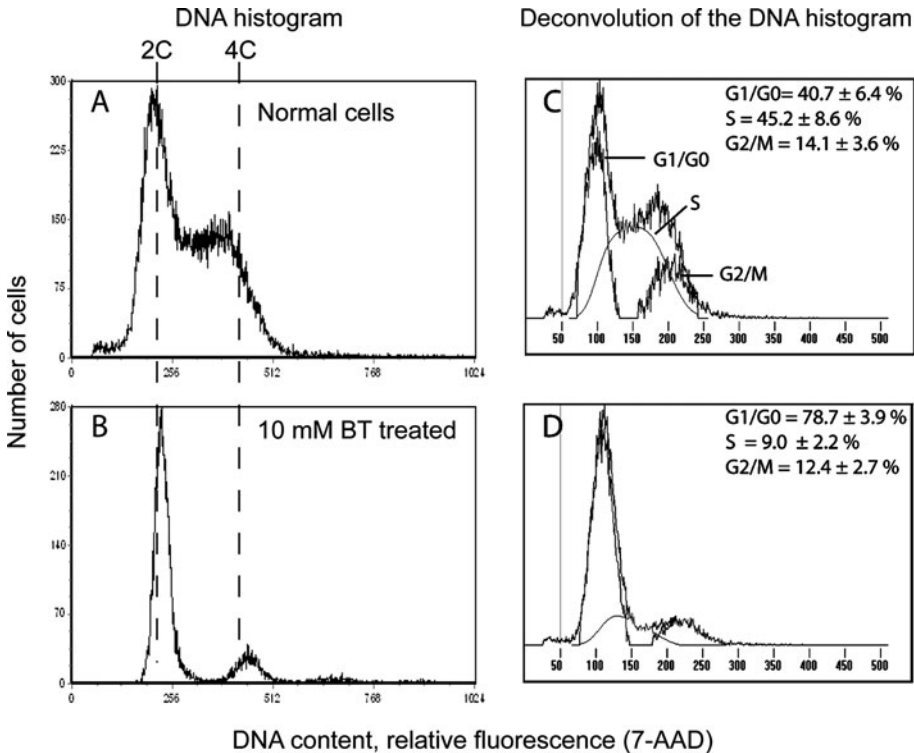 DNA histogram
Deconvolution of the DNA histogram
2C 4C
A
Normal cells
300
225
150
75
0
0 256 512 768 1024
C
G1/G0= 40.7 ± 6.4 %
S = 45.2 ± 8.6 %
G2/M = 14.1 ± 3.6 %
G1/G0
S
G2/M
50 100 150 200 250 300 350 400 450 500
Number of cells
B
10 mM BT treated
280
210
140
70
0
0 256 512 768 1024
D
G1/G0 = 78.7 ± 3.9 %
S = 9.0 ± 2.2 %
G2/M = 12.4 ± 2.7 %
50 100 150 200 250 300 350 400 450 500
DNA content, relative fluorescence (7-AAD)